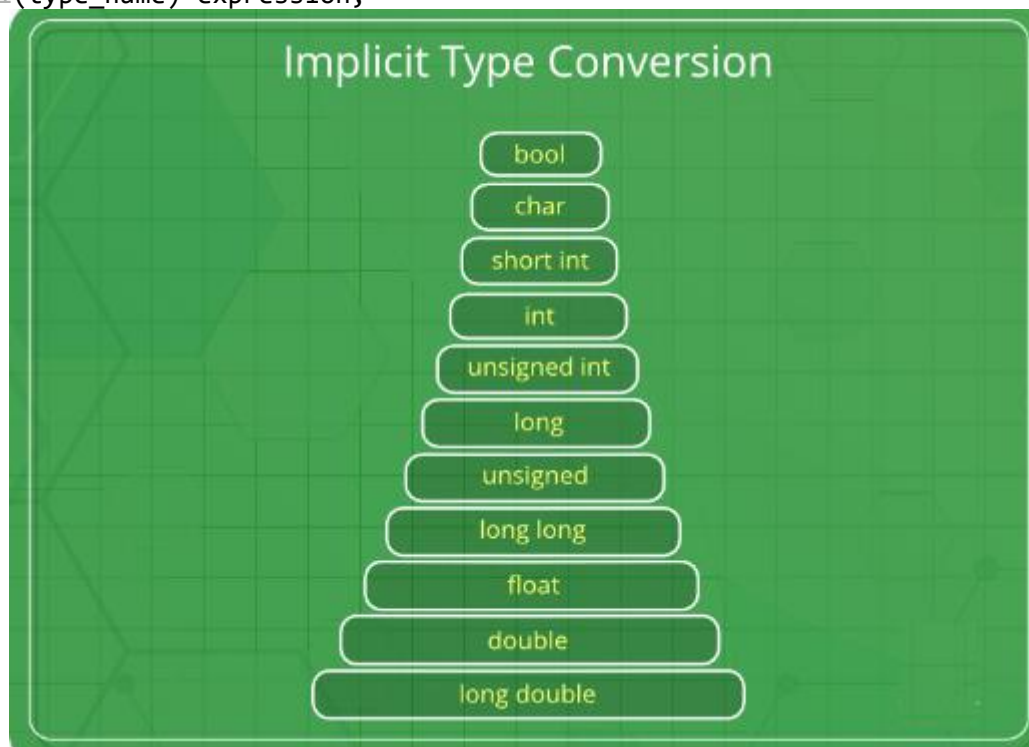 (type_name) expression;
Implicit Type Conversion
bool
char
short int
int
unsigned int
long
unsigned
long long
float
double
long double